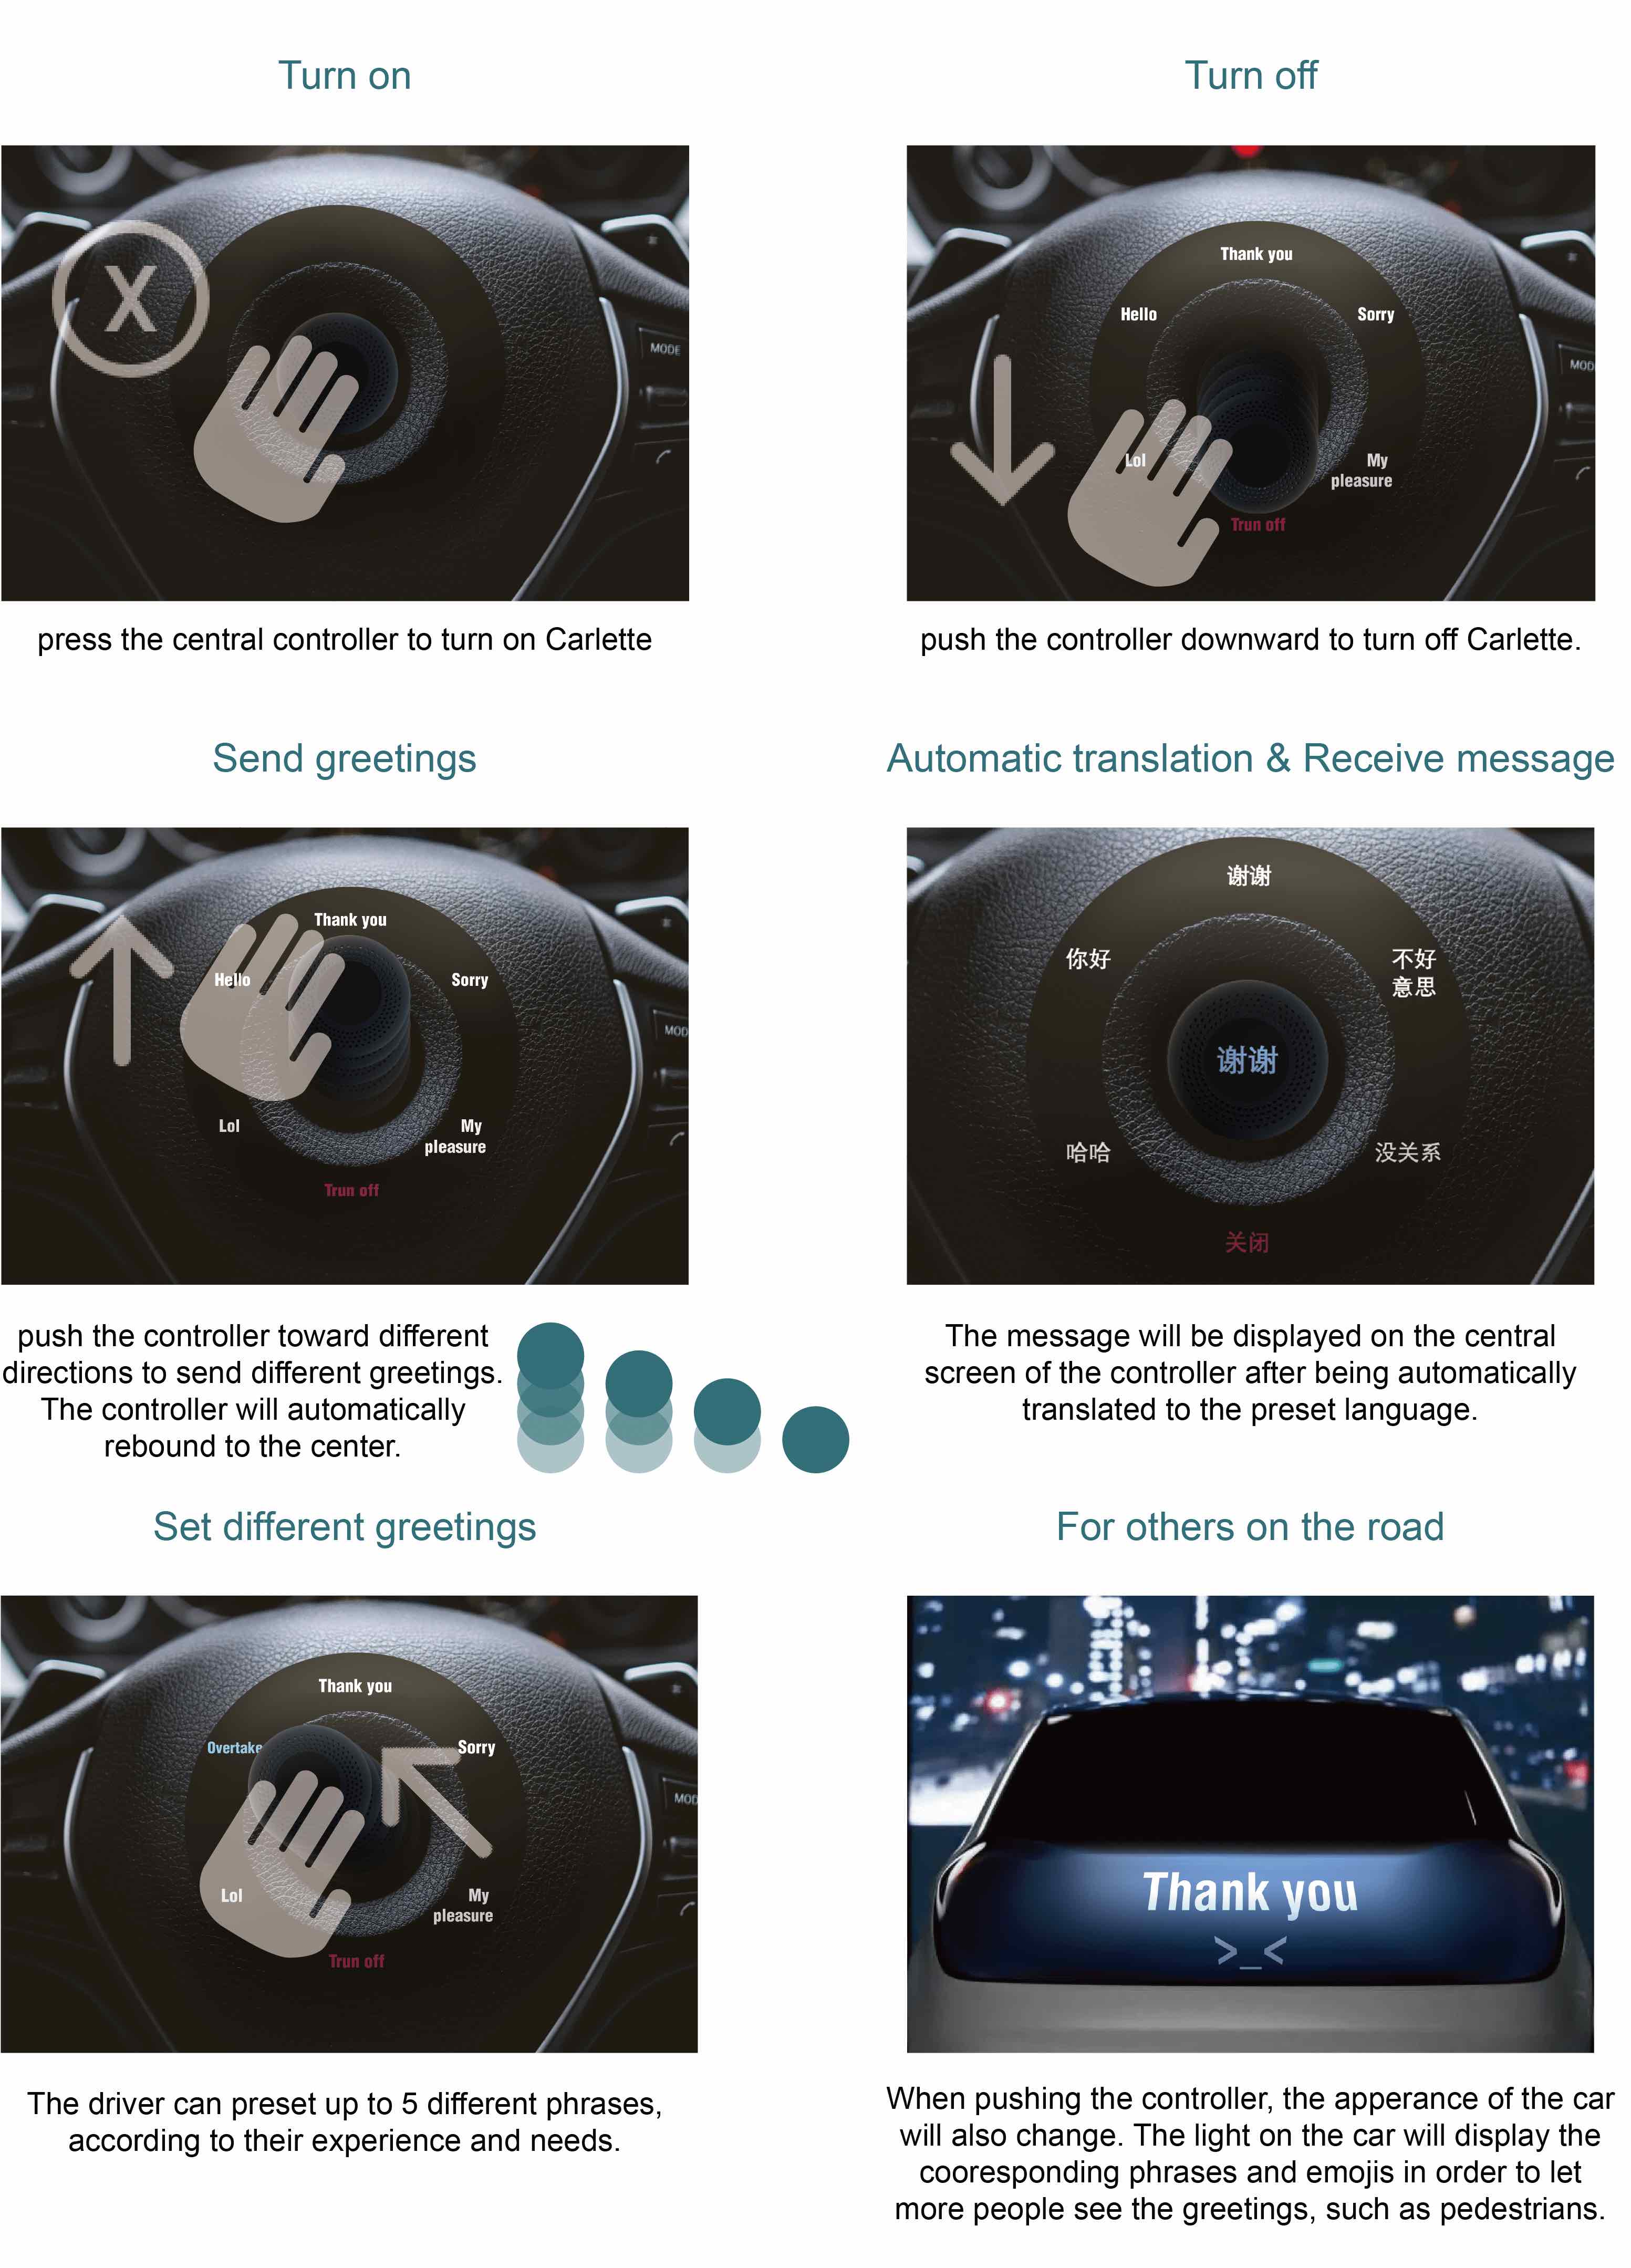 Turn on
Turn off
X
MODE
Thank you
Hello
Sorry
MOD
Lol
My
pleasure
Trun off
press the central controller to turn on Carlette
push the controller downward to turn off Carlette.
Send greetings
Automatic translation & Receive message
Thank you
Hello
Sorry
MOD
Lol
My
pleasure
Trun off
谢谢
你好
不好
意思
谢谢
哈哈
没关系
关闭
push the controller toward different
directions to send different greetings.
The controller will automatically
rebound to the center.
The message will be displayed on the central
screen of the controller after being automatically
translated to the preset language.
Set different greetings
For others on the road
Thank you
Overtake
Sorry
MOD
Lol
My
pleasure
Trun off
Thank you
>_<
The driver can preset up to 5 different phrases,
according to their experience and needs.
When pushing the controller, the apperance of the car
will also change. The light on the car will display the
cooresponding phrases and emojis in order to let
more people see the greetings, such as pedestrians.